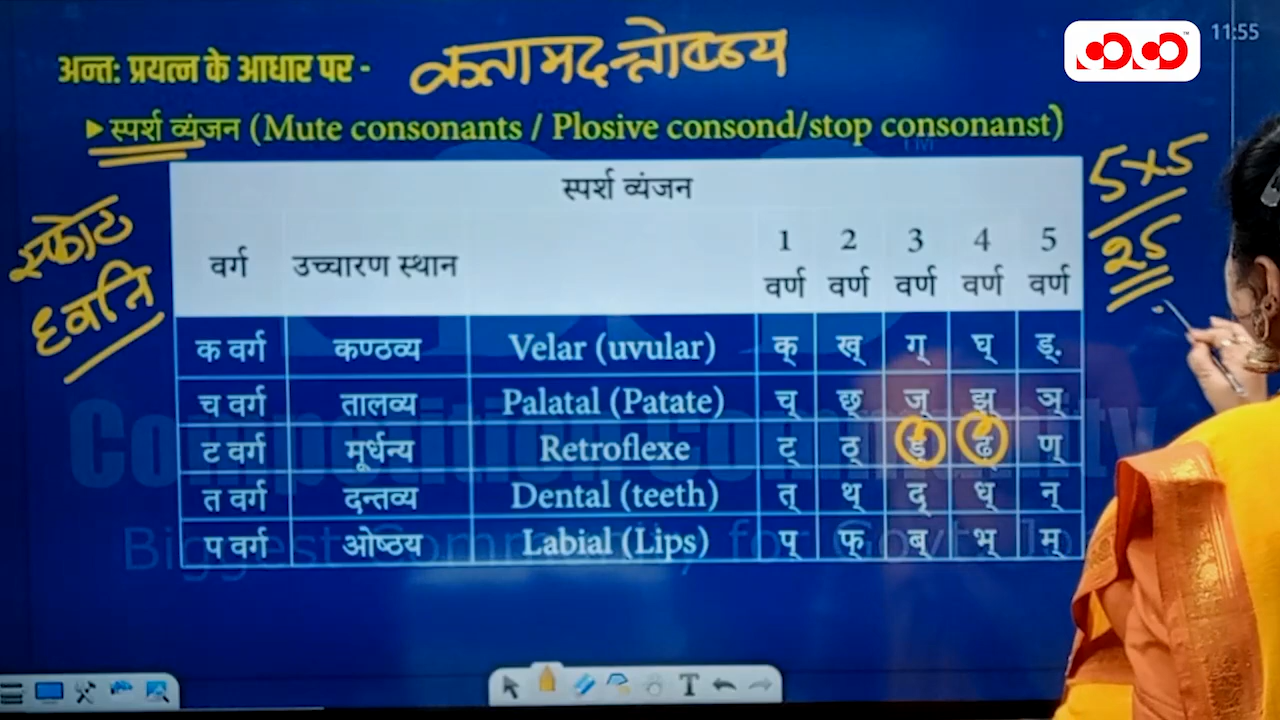 11:55
अन्त: प्रयत्न के आधार पर -
▶स्पर्श व्यंजन (Mute consonants / Plosive consond/stop consonanst)
5×5
25
स्फोट
ध्वनि
स्पर्श व्यंजन
वर्ग उच्चारण स्थान 1 वर्ण 2 वर्ण 3 वर्ण 4 वर्ण 5 वर्ण
क वर्ग कण्ठव्य Velar (uvular) क् ख् ग् घ् ड्.
च वर्ग तालव्य Palatal (Patate) च् छ् ज् झ् ञ्
ट वर्ग मूर्धन्य Retroflexe ट् ठ् ड् ढ् ण्
त वर्ग दन्तव्य Dental (teeth) त् थ् द् ध् न्
प वर्ग ओष्ठय Labial (Lips) प् फ् ब् भ् म्
Competition Community